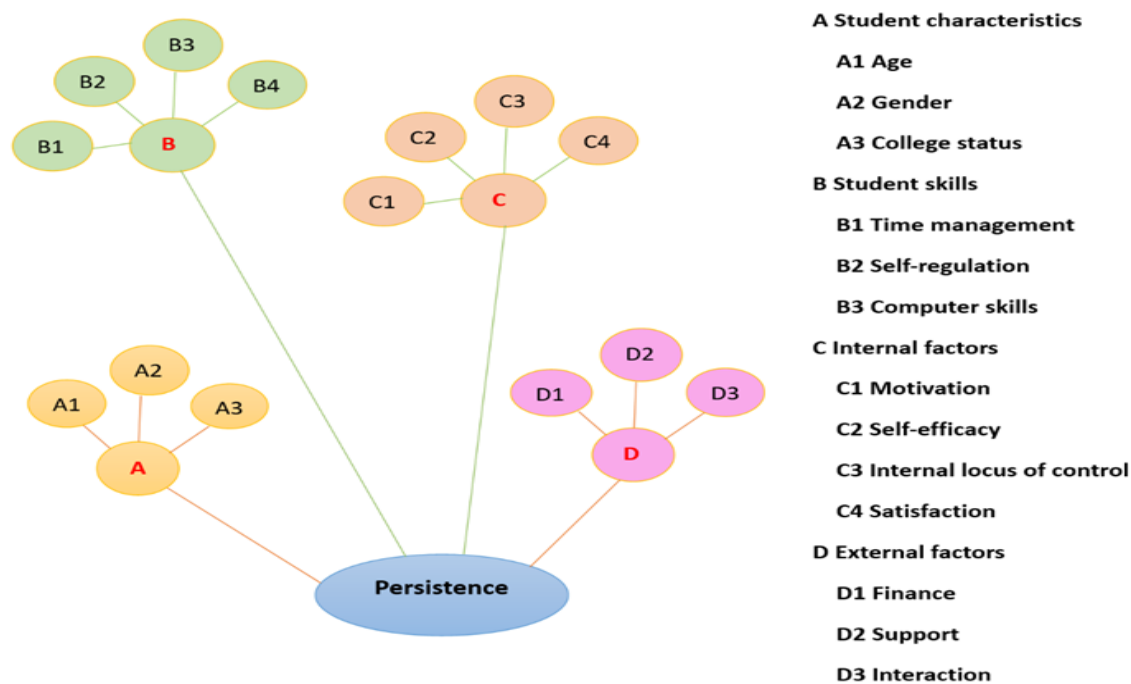 B3
B2
B4
B1
B
C3
C2
C4
C1
C
A2
A1
A3
A
D2
D1
D3
D
Persistence
A Student characteristics
A1 Age
A2 Gender
A3 College status
B Student skills
B1 Time management
B2 Self-regulation
B3 Computer skills
C Internal factors
C1 Motivation
C2 Self-efficacy
C3 Internal locus of control
C4 Satisfaction
D External factors
D1 Finance
D2 Support
D3 Interaction